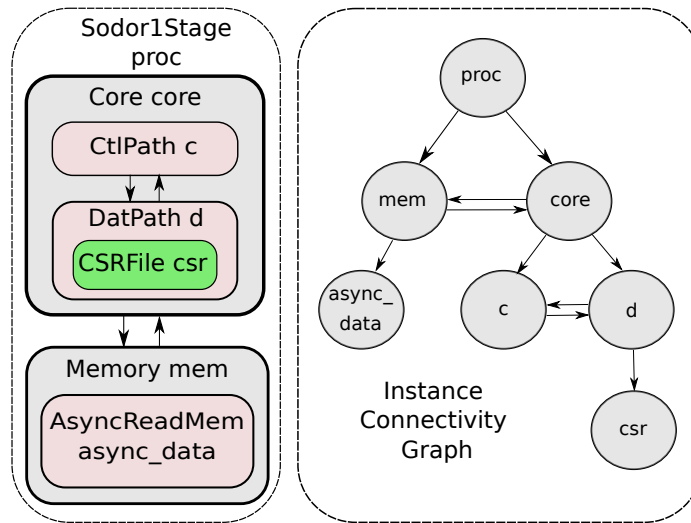 Sodor1Stage
proc
Core core
CtlPath c
DatPath d
CSRFile csr
Memory mem
AsyncReadMem
async_data
proc
mem
core
async_
data
c
d
csr
Instance
Connectivity
Graph